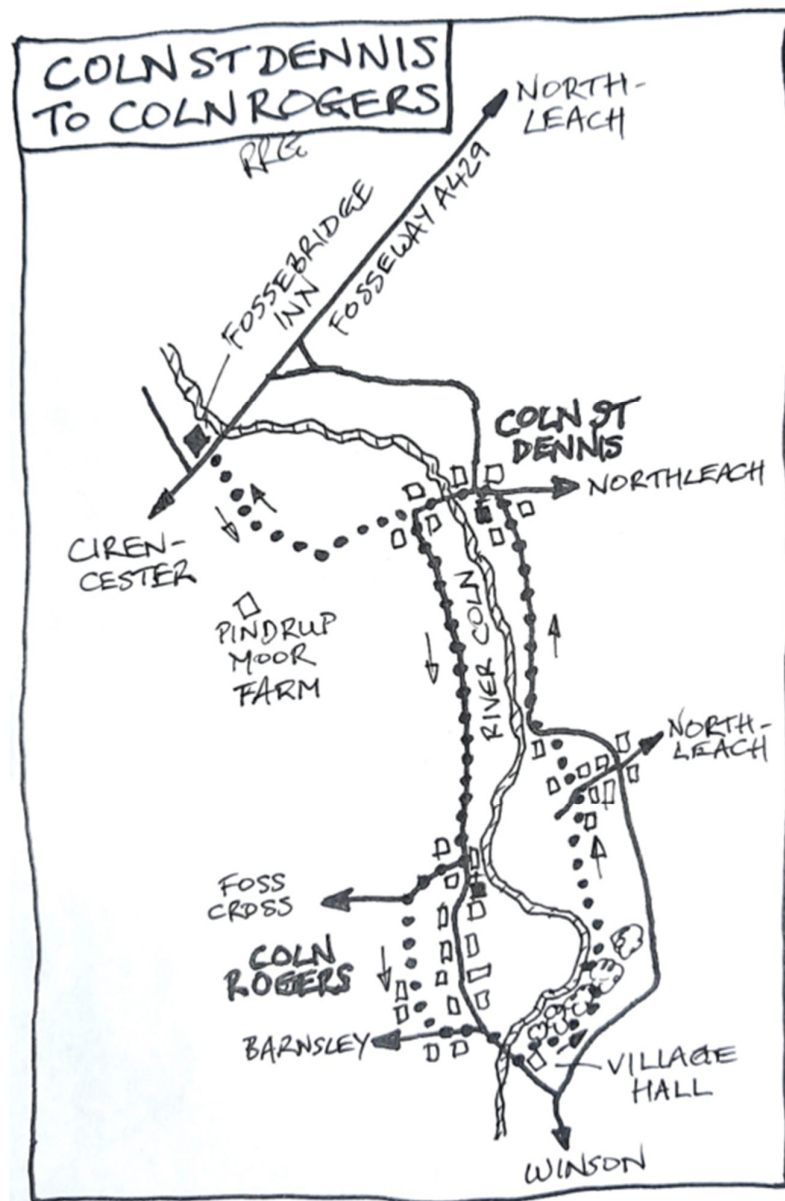 COLN ST DENNIS
TO COLN ROGERS
NORTH-
LEACH
FOSSEWAY A429
FOSSEBRIDGE
INN
COLN ST
DENNIS
NORTHLEACH
CIREN-
CESTER
PINDRUP
MOOR
FARM
RIVER COLN
NORTH-
LEACH
FOSS
CROSS
COLN
ROGERS
BARNSLEY
VILLAGE
HALL
WINSON